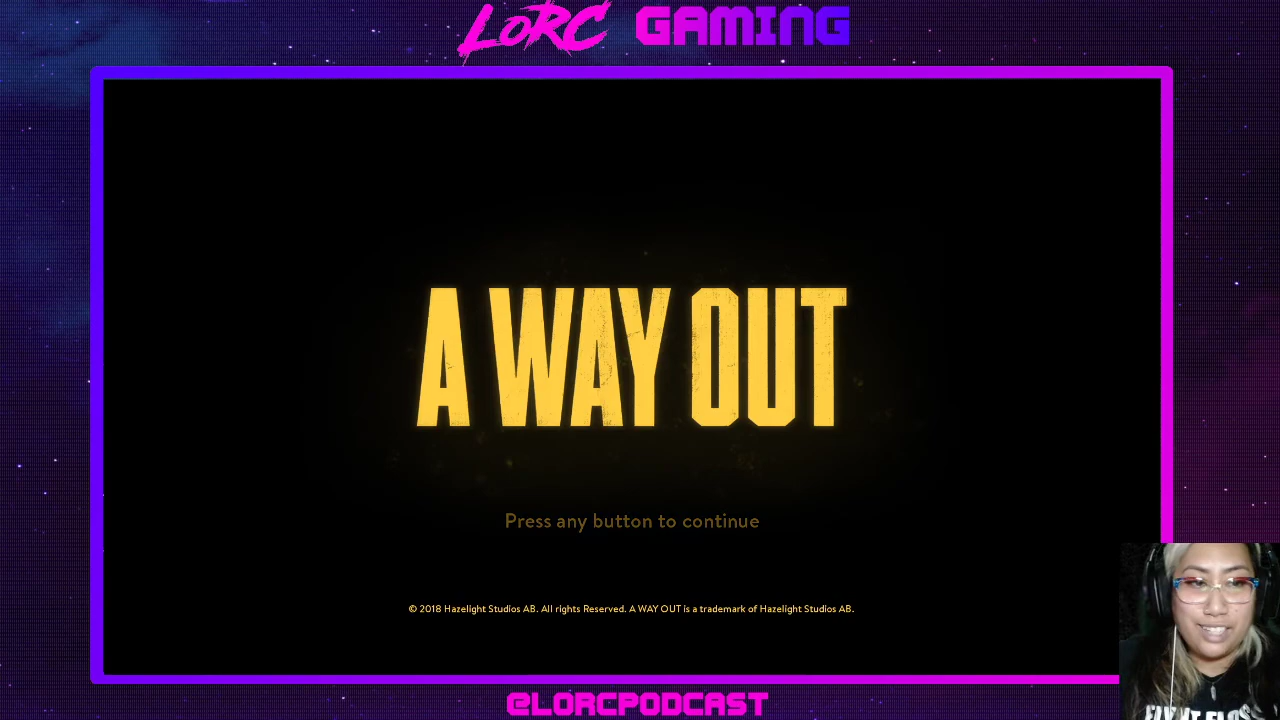 LORC GAMING
A WAY OUT
Press any button to continue
© 2018 Hazelight Studios AB. All rights Reserved. A WAY OUT is a trademark of Hazelight Studios AB.
@LORCPODCAST